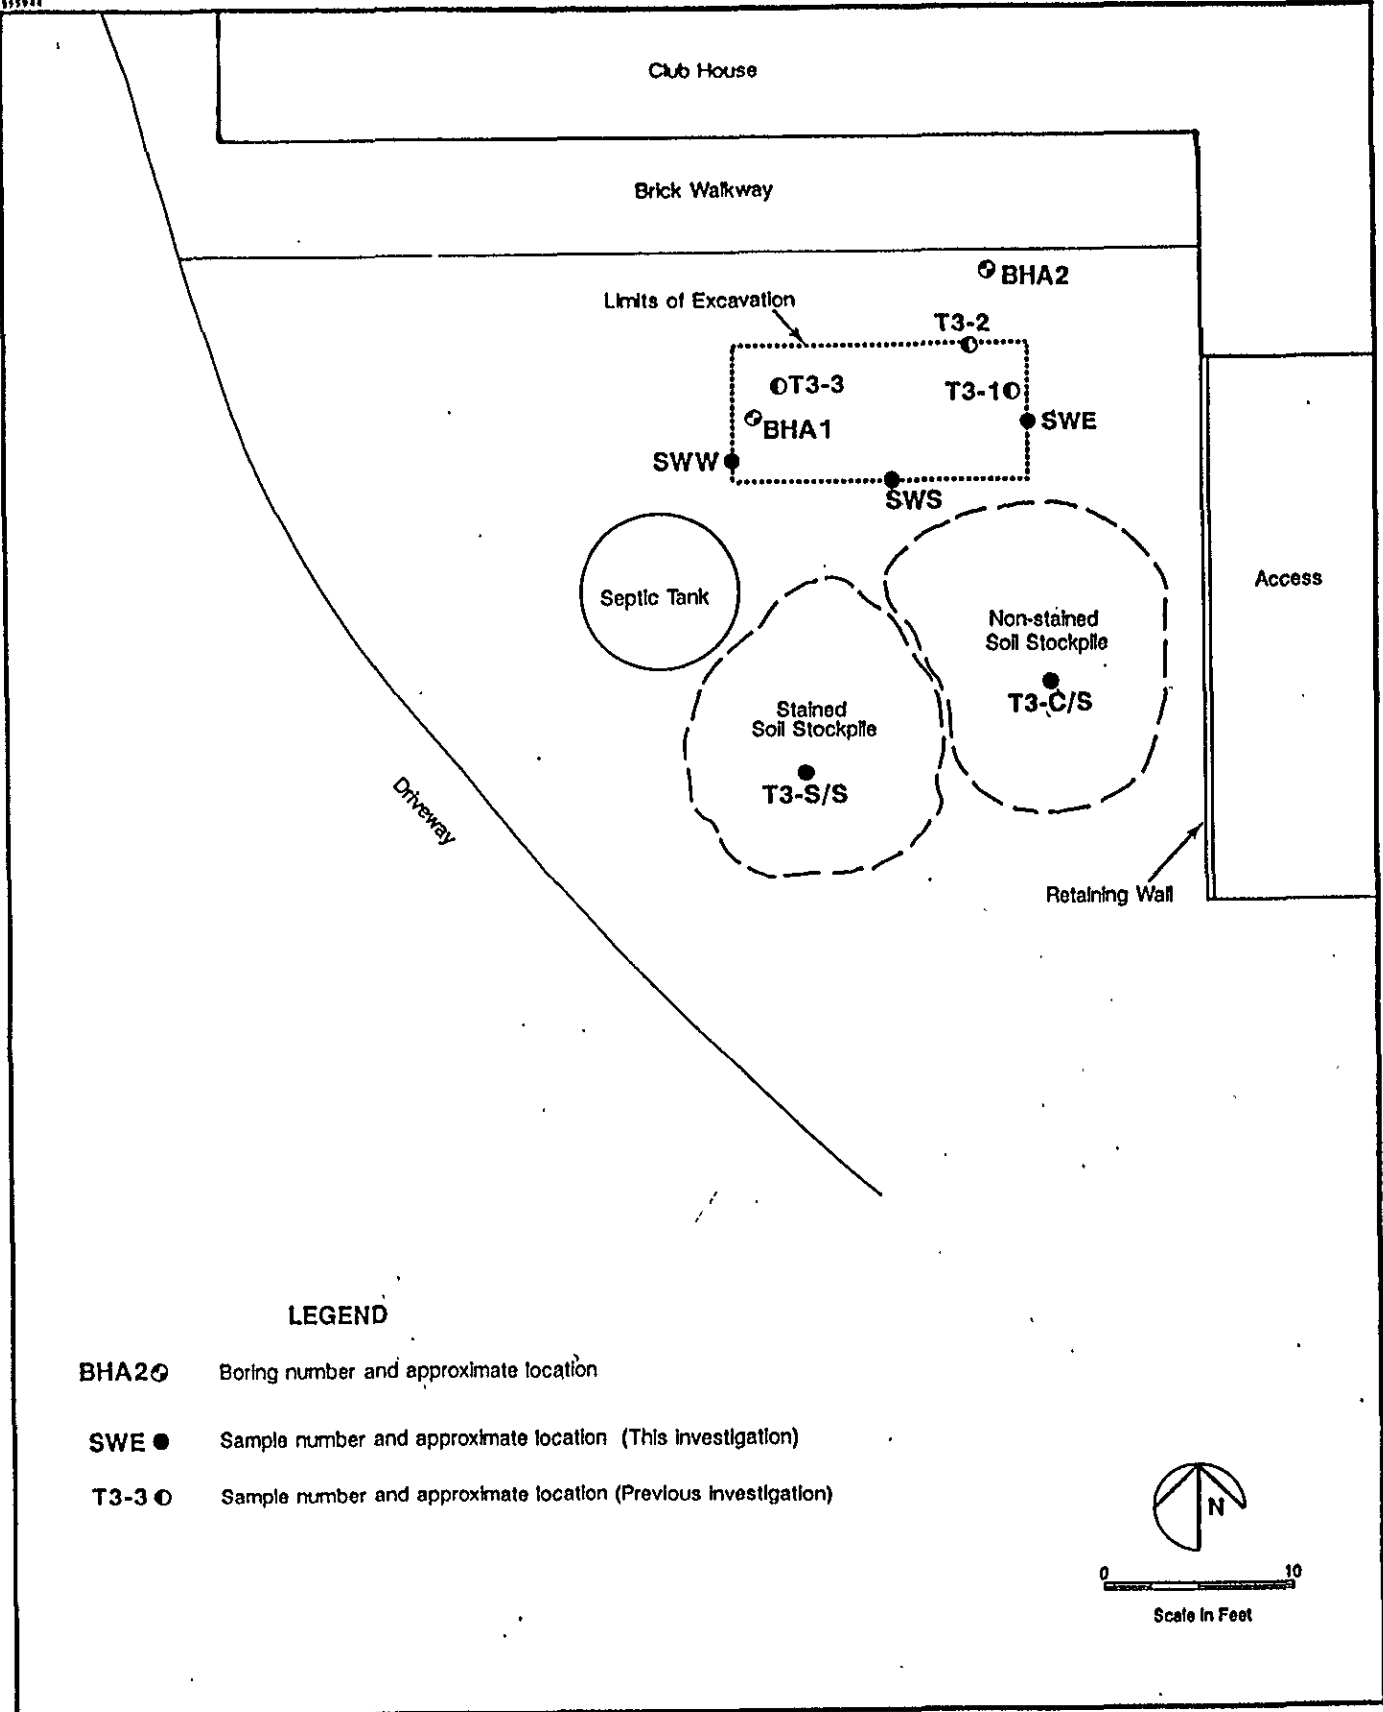 Club House
Brick Walkway
BHA2
Limits of Excavation
T3-2
T3-3
T3-1
BHA1
SWE
SWW
SWS
Septic Tank
Access
Non-stained
Soil Stockpile
T3-C/S
Stained
Soil Stockpile
T3-S/S
Driveway
Retaining Wall
LEGEND
BHA2 Boring number and approximate location
SWE Sample number and approximate location (This investigation)
T3-3 Sample number and approximate location (Previous investigation)
N
0 10
Scale in Feet